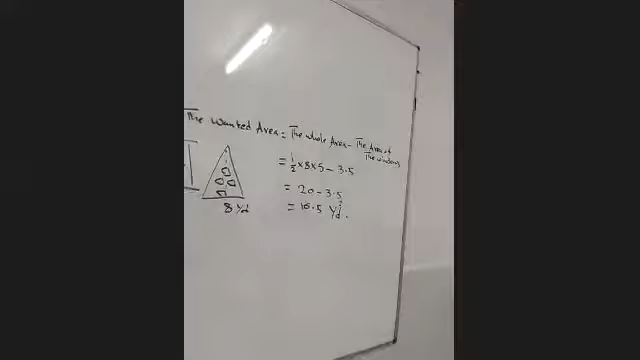 The Wanted Area = The whole Area - The Area of The windows
= 1/2 × 8 × 5 - 3.5
= 20 - 3.5
= 16.5 Yd².
8 Yd